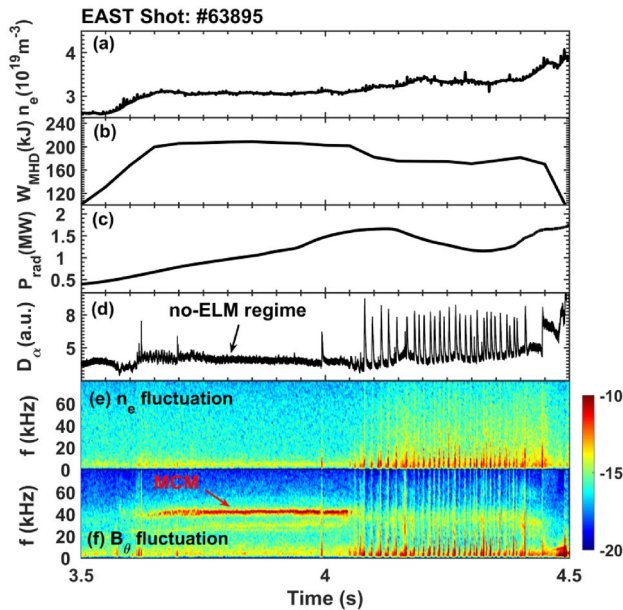 EAST Shot: #63895
(a)
n_e(10^19 m^-3)
4
3
(b)
W_MHD(kJ)
240
200
160
120
100
(c)
P_rad(MW)
2
1.5
1
0.5
(d)
no-ELM regime
D_α(a.u.)
8
5
(e) n_e fluctuation
f (kHz)
60
40
20
0
-10
-15
-20
MCM
(f) B_θ fluctuation
f (kHz)
60
40
20
0
3.5
4
4.5
Time (s)